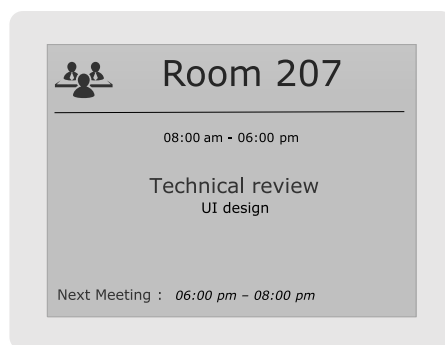 Room 207
08:00 am - 06:00 pm
Technical review
UI design
Next Meeting : 06:00 pm – 08:00 pm